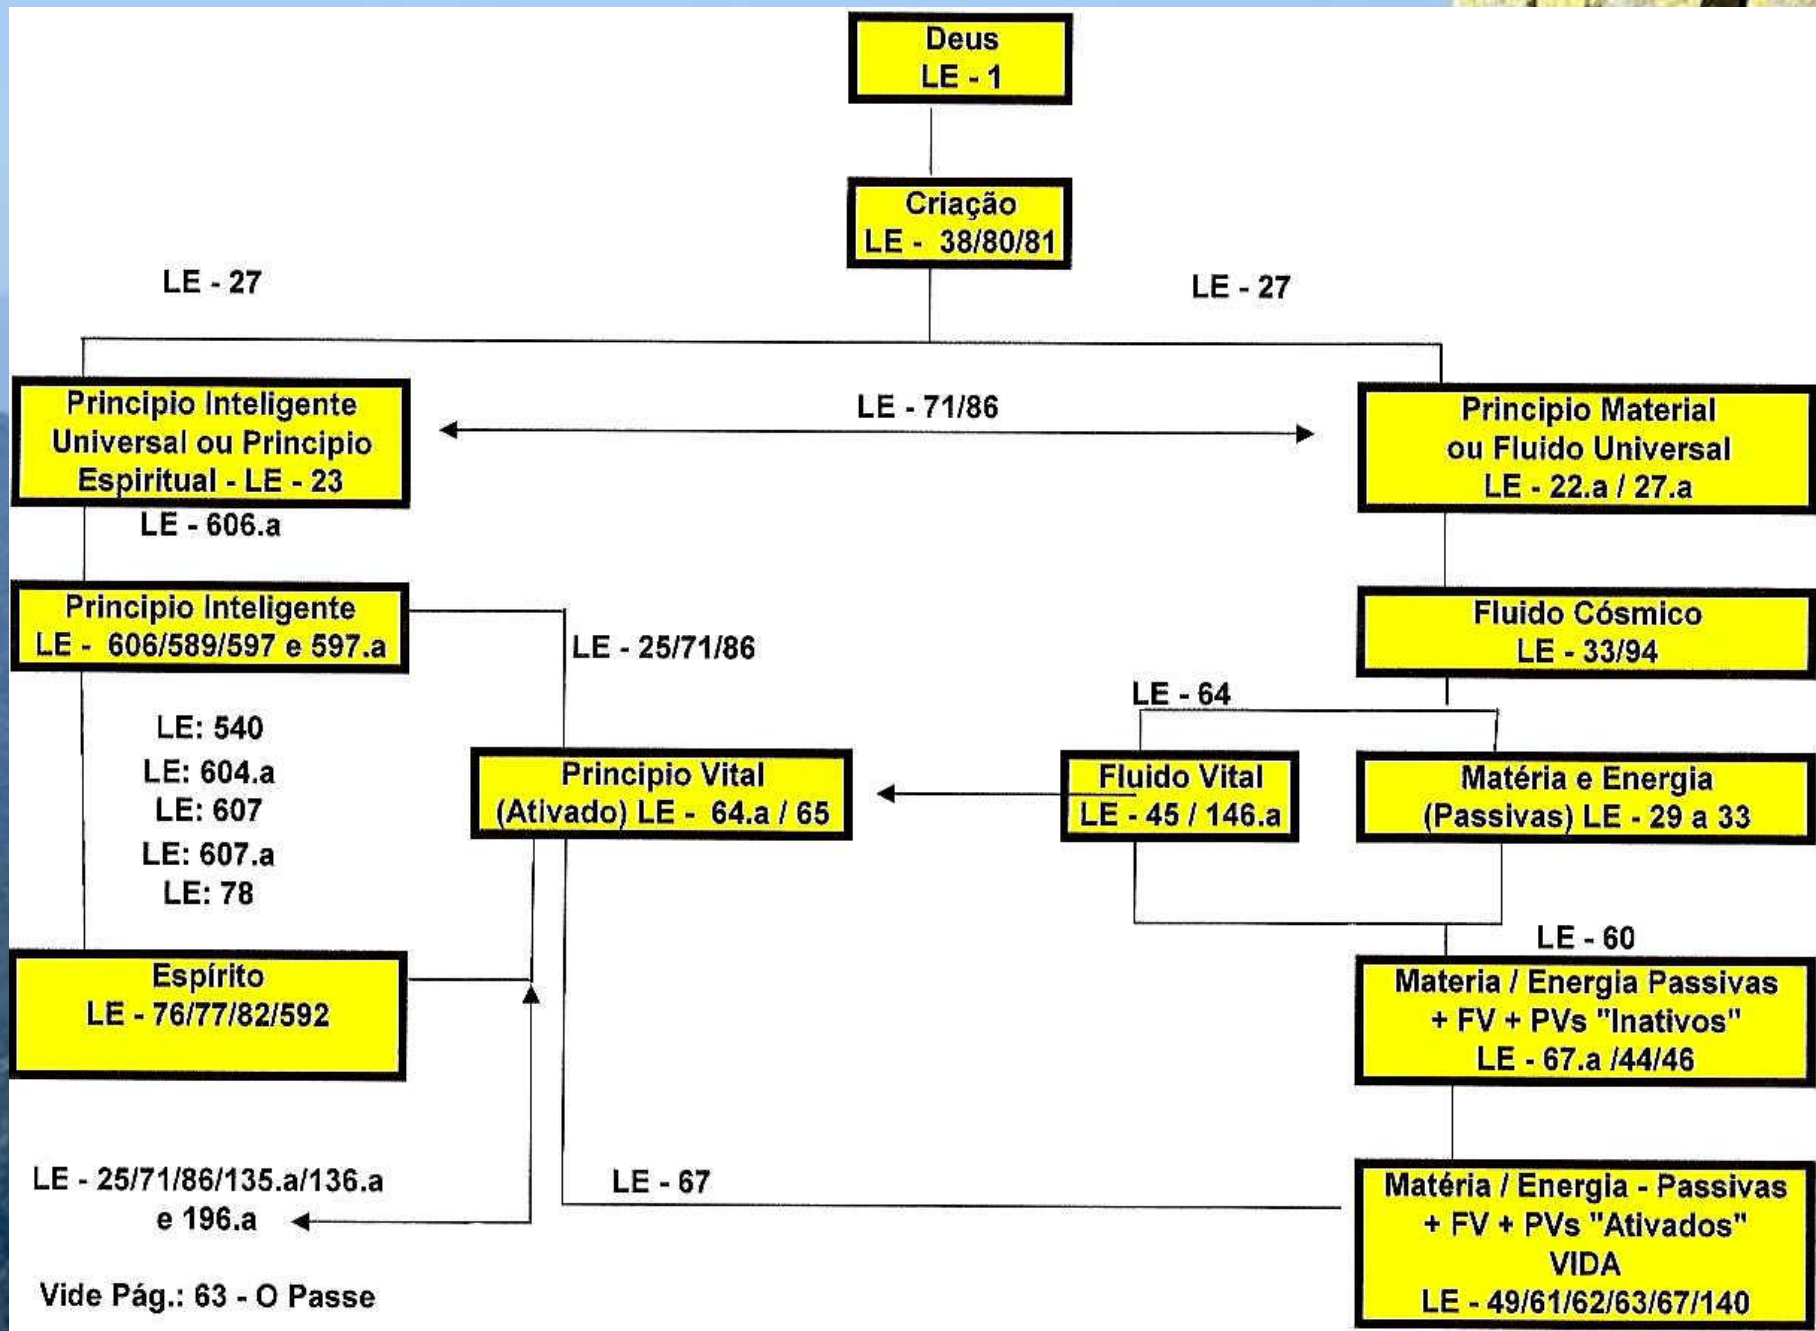 Deus
LE - 1
Criação
LE - 38/80/81
LE - 27
LE - 27
Principio Inteligente
Universal ou Principio
Espiritual - LE - 23
LE - 71/86
Principio Material
ou Fluido Universal
LE - 22.a / 27.a
LE - 606.a
Principio Inteligente
LE - 606/589/597 e 597.a
LE - 25/71/86
Fluido Cósmico
LE - 33/94
LE - 64
LE: 540
LE: 604.a
LE: 607
LE: 607.a
LE: 78
Principio Vital
(Ativado) LE - 64.a / 65
Fluido Vital
LE - 45 / 146.a
Matéria e Energia
(Passivas) LE - 29 a 33
LE - 60
Espírito
LE - 76/77/82/592
Materia / Energia Passivas
+ FV + PVs "Inativos"
LE - 67.a /44/46
LE - 25/71/86/135.a/136.a
e 196.a
LE - 67
Matéria / Energia - Passivas
+ FV + PVs "Ativados"
VIDA
LE - 49/61/62/63/67/140
Vide Pág.: 63 - O Passe